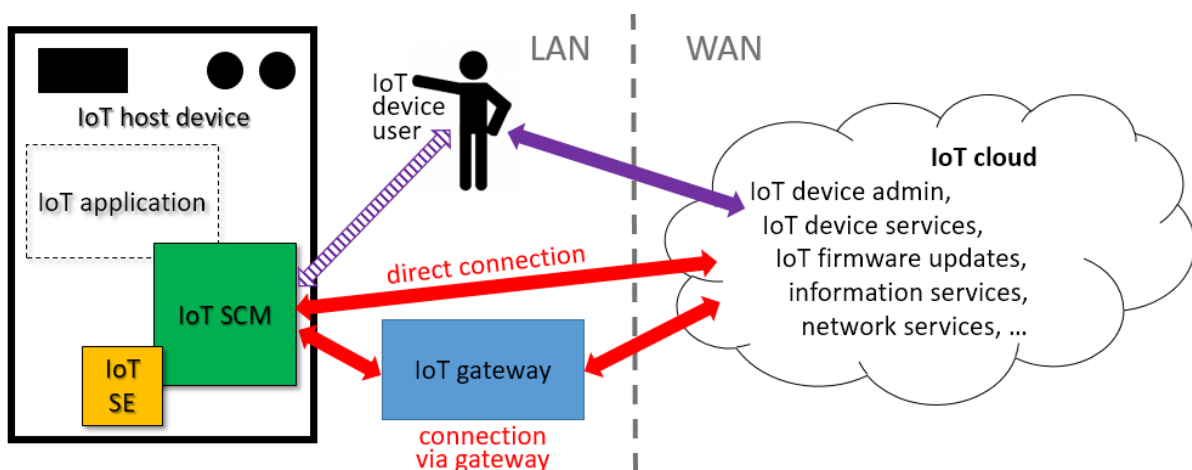 LAN
WAN
IoT host device
IoT
device
user
IoT application
IoT cloud
IoT device admin,
IoT device services,
IoT firmware updates,
information services,
network services, ...
direct connection
IoT SCM
IoT
SE
IoT gateway
connection
via gateway